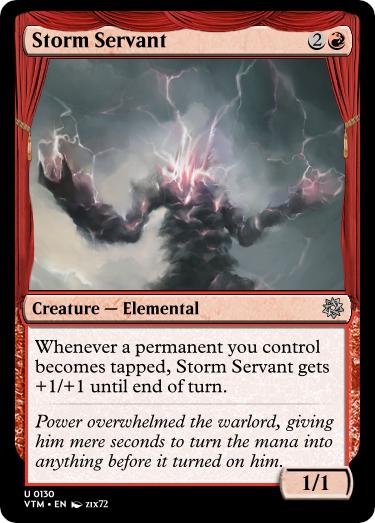 Storm Servant 2
Creature — Elemental
Whenever a permanent you control
becomes tapped, Storm Servant gets
+1/+1 until end of turn.
Power overwhelmed the warlord, giving
him mere seconds to turn the mana into
anything before it turned on him.
1/1
U 0130
VTM • EN zix72